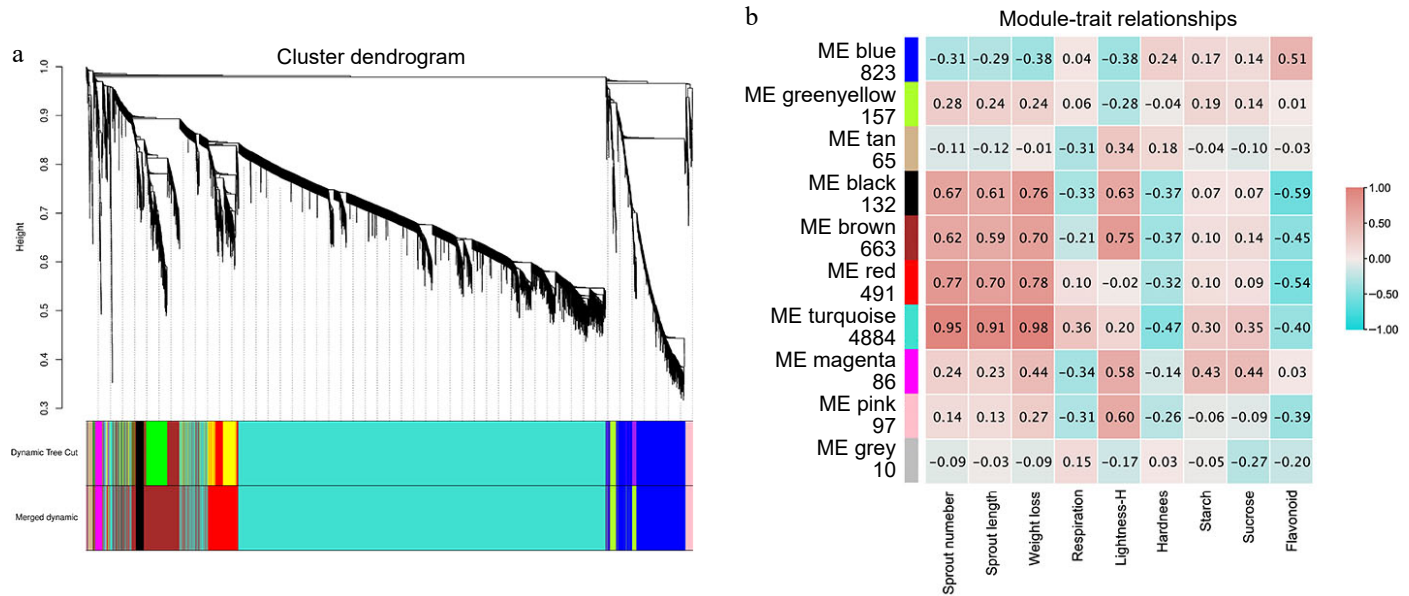 a
Cluster dendrogram
Height
1.0
0.9
0.8
0.7
0.6
0.5
0.4
0.3
Dynamic Tree Cut
Merged dynamic
b
Module-trait relationships
ME blue
823
−0.31 −0.29 −0.38 0.04 −0.38 0.24 0.17 0.14 0.51
ME greenyellow
157
0.28 0.24 0.24 0.06 −0.28 −0.04 0.19 0.14 0.01
ME tan
65
−0.11 −0.12 −0.01 −0.31 0.34 0.18 −0.04 −0.10 −0.03
ME black
132
0.67 0.61 0.76 −0.33 0.63 −0.37 0.07 0.07 −0.59
ME brown
663
0.62 0.59 0.70 −0.21 0.75 −0.37 0.10 0.14 −0.45
ME red
491
0.77 0.70 0.78 0.10 −0.02 −0.32 0.10 0.09 −0.54
ME turquoise
4884
0.95 0.91 0.98 0.36 0.20 −0.47 0.30 0.35 −0.40
ME magenta
86
0.24 0.23 0.44 −0.34 0.58 −0.14 0.43 0.44 0.03
ME pink
97
0.14 0.13 0.27 −0.31 0.60 −0.26 −0.06 −0.09 −0.39
ME grey
10
−0.09 −0.03 −0.09 0.15 −0.17 0.03 −0.05 −0.27 −0.20
Sprout numeber
Sprout length
Weight loss
Respiration
Lightness-H
Hardnees
Starch
Sucrose
Flavonoid
1.00
0.50
0.00
−0.50
−1.00